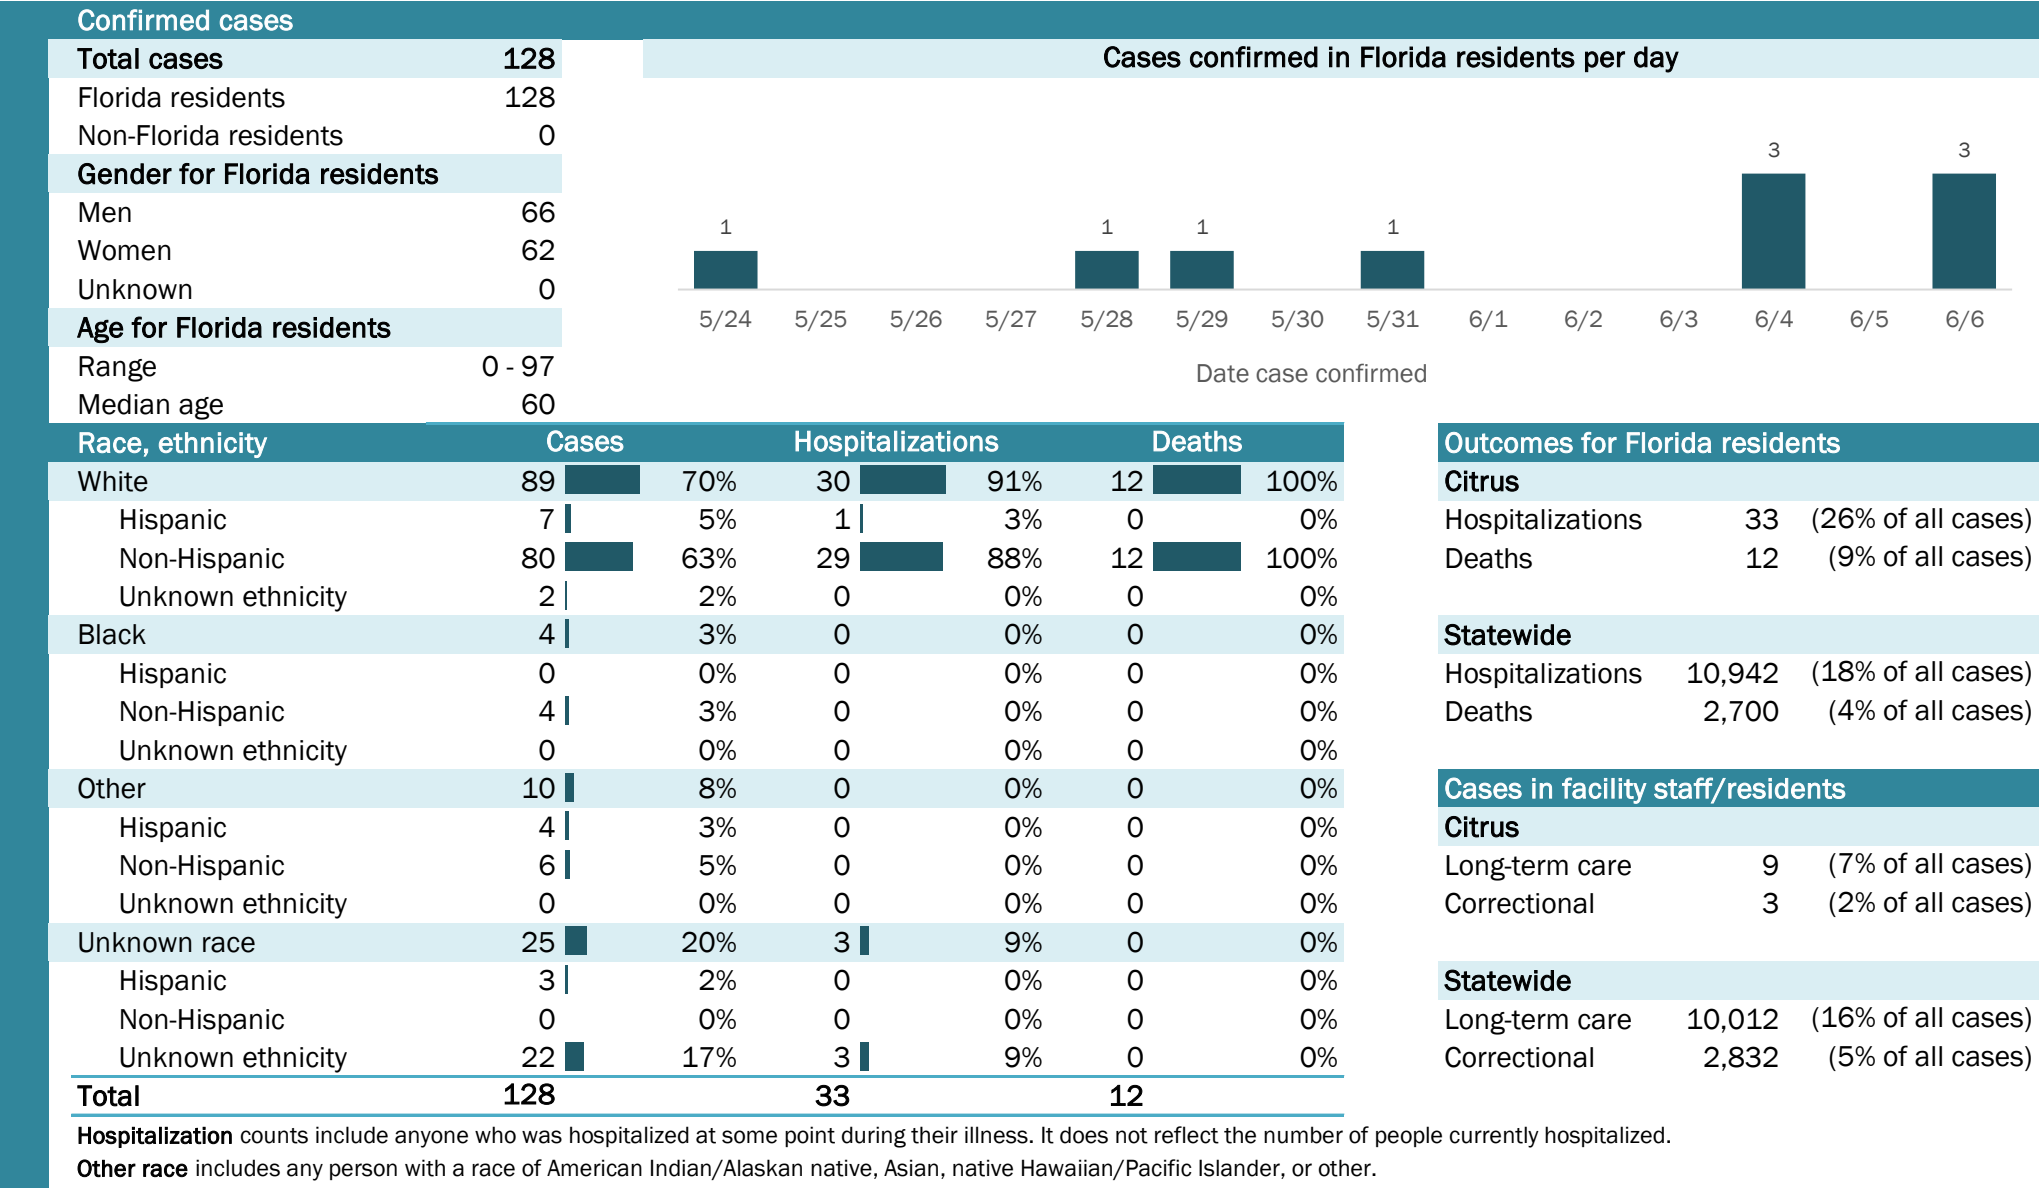 Confirmed cases
Total cases 128
Florida residents 128
Non-Florida residents 0
Gender for Florida residents
Men 66
Women 62
Unknown 0
Age for Florida residents
Range 0 - 97
Median age 60
Cases confirmed in Florida residents per day
3 3
1 1 1 1
5/24 5/25 5/26 5/27 5/28 5/29 5/30 5/31 6/1 6/2 6/3 6/4 6/5 6/6
Date case confirmed
Race, ethnicity Cases Hospitalizations Deaths
White 89 70% 30 91% 12 100%
Hispanic 7 5% 1 3% 0 0%
Non-Hispanic 80 63% 29 88% 12 100%
Unknown ethnicity 2 2% 0 0% 0 0%
Black 4 3% 0 0% 0 0%
Hispanic 0 0% 0 0% 0 0%
Non-Hispanic 4 3% 0 0% 0 0%
Unknown ethnicity 0 0% 0 0% 0 0%
Other 10 8% 0 0% 0 0%
Hispanic 4 3% 0 0% 0 0%
Non-Hispanic 6 5% 0 0% 0 0%
Unknown ethnicity 0 0% 0 0% 0 0%
Unknown race 25 20% 3 9% 0 0%
Hispanic 3 2% 0 0% 0 0%
Non-Hispanic 0 0% 0 0% 0 0%
Unknown ethnicity 22 17% 3 9% 0 0%
Total 128 33 12
Outcomes for Florida residents
Citrus
Hospitalizations 33 (26% of all cases)
Deaths 12 (9% of all cases)
Statewide
Hospitalizations 10,942 (18% of all cases)
Deaths 2,700 (4% of all cases)
Cases in facility staff/residents
Citrus
Long-term care 9 (7% of all cases)
Correctional 3 (2% of all cases)
Statewide
Long-term care 10,012 (16% of all cases)
Correctional 2,832 (5% of all cases)
Hospitalization counts include anyone who was hospitalized at some point during their illness. It does not reflect the number of people currently hospitalized.
Other race includes any person with a race of American Indian/Alaskan native, Asian, native Hawaiian/Pacific Islander, or other.